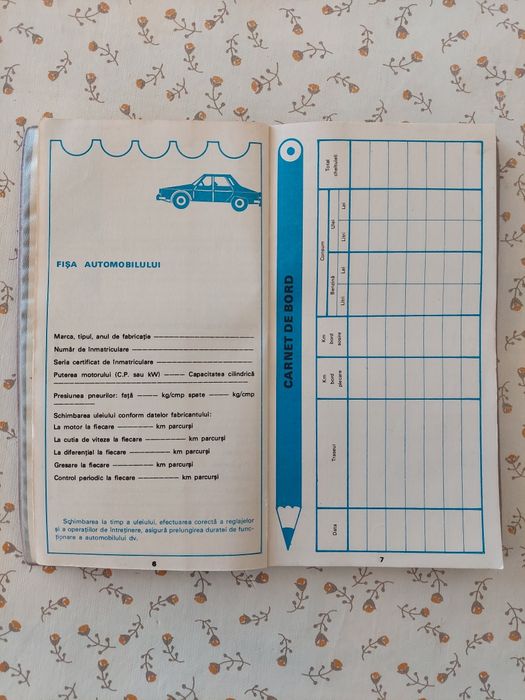 FIȘA AUTOMOBILULUI
Marca, tipul, anul de fabricație
Număr de înmatriculare
Seria certificat de înmatriculare
Puterea motorului (C.P. sau kW) — Capacitatea cilindrică
Presiunea pneurilor: față — kg/cmp spate — kg/cmp
Schimbarea uleiului conform datelor fabricantului:
La motor la fiecare — km parcurși
La cutia de viteza la fiecare — km parcurși
La diferențial la fiecare — km parcurși
Gresare la fiecare — km parcurși
Control periodic la fiecare — km parcurși
Schimbarea la timp a uleiului, efectuarea corectă a reglajelor
și a operațiilor de întreținere, asigură prelungirea duratei de func-
ționare a automobilului dv.
6
CARNET DE BORD
Data
Traseul
Km
bord
plecare
Km
bord
sosire
Consum
Benzină
Litri
Lei
Ulei
Litri
Lei
Total
cheltuieli
7